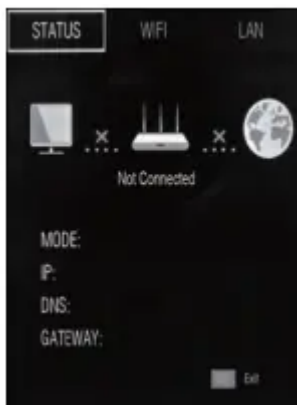 STATUS WIFI LAN
Not Connected
MODE:
IP:
DNS:
GATEWAY:
Exit